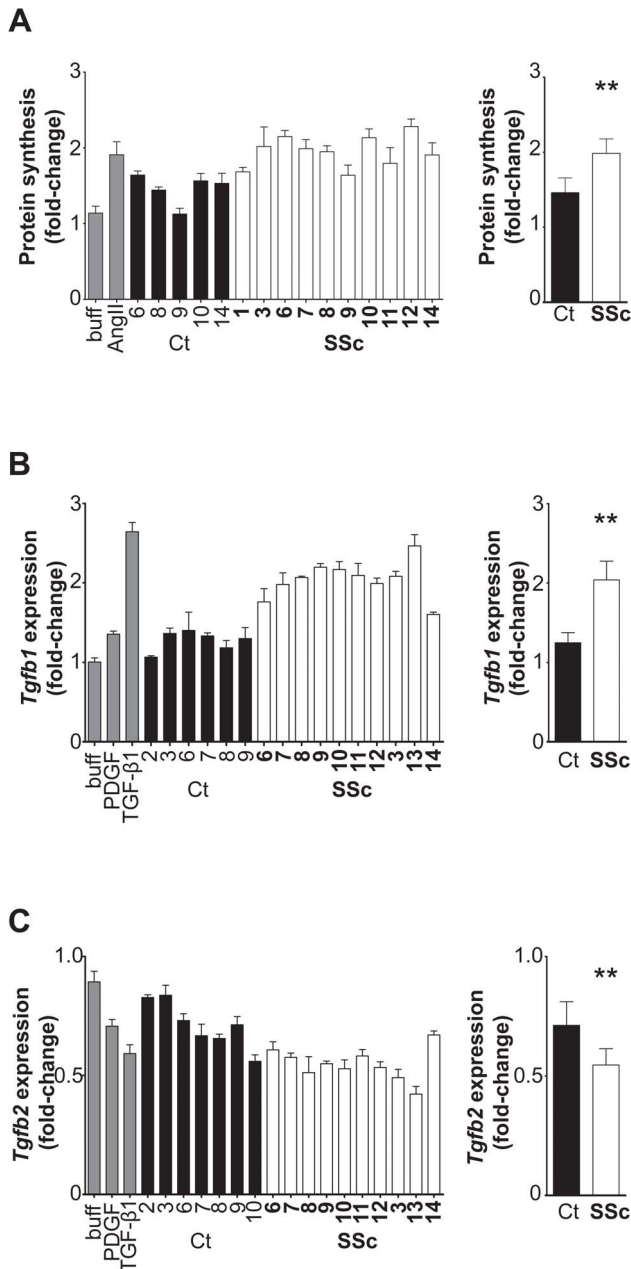 A
Protein synthesis
(fold-change)
3
2
1
0
buff
AngII
6
8
9
10
14
1
3
6
7
8
9
10
11
12
14
Ct
SSc
Protein synthesis
(fold-change)
3
2
1
0
**
Ct
SSc
B
Tgfb1 expression
(fold-change)
3
2
1
0
buff
PDGF
TGF-β1
2
3
6
7
8
9
6
7
8
9
10
11
12
3
13
14
Ct
SSc
Tgfb1 expression
(fold-change)
3
2
1
0
**
Ct
SSc
C
Tgfb2 expression
(fold-change)
1.0
0.5
0
buff
PDGF
TGF-β1
2
3
6
7
8
9
10
6
7
8
9
10
11
12
3
13
14
Ct
SSc
Tgfb2 expression
(fold-change)
1.0
0.5
0
**
Ct
SSc